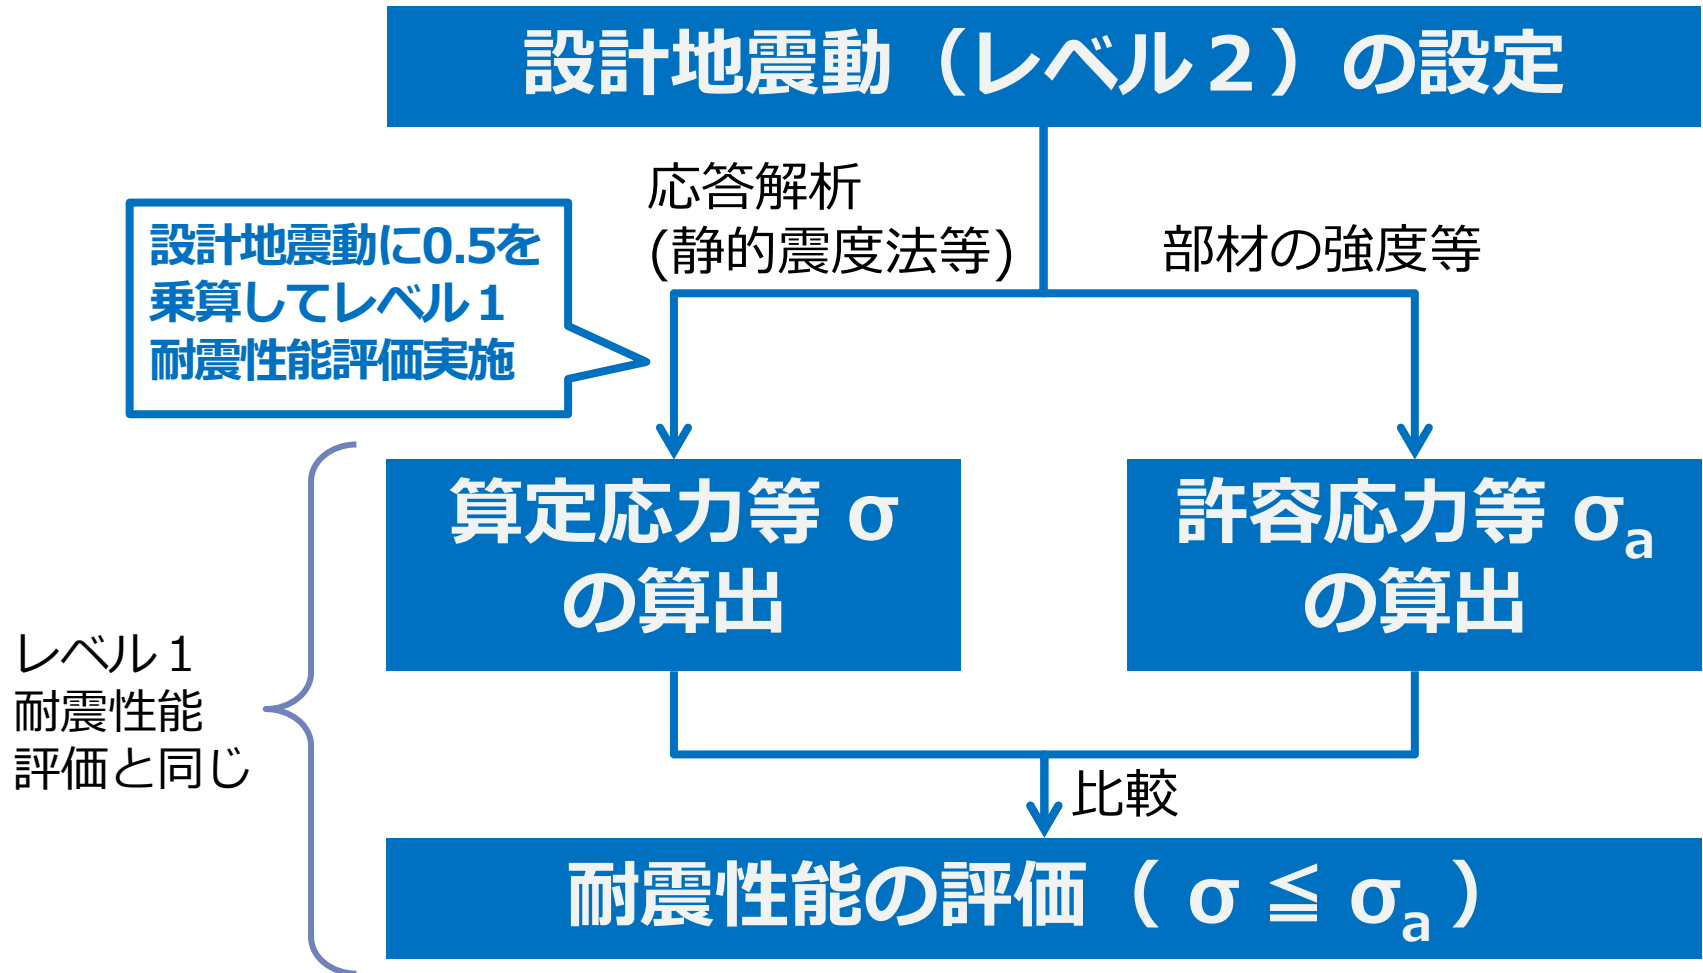 設計地震動（レベル２）の設定
応答解析
(静的震度法等)
部材の強度等
設計地震動に0.5を
乗算してレベル１
耐震性能評価実施
算定応力等 σ
の算出
許容応力等 σa
の算出
レベル１
耐震性能
評価と同じ
比較
耐震性能の評価（ σ ≦ σa ）